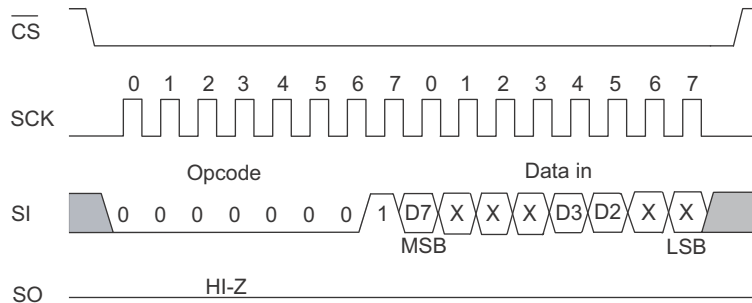 CS
0 1 2 3 4 5 6 7 0 1 2 3 4 5 6 7
SCK
Opcode Data in
SI 0 0 0 0 0 0 0 1 D7 X X X D3 D2 X X
MSB LSB
HI-Z
SO